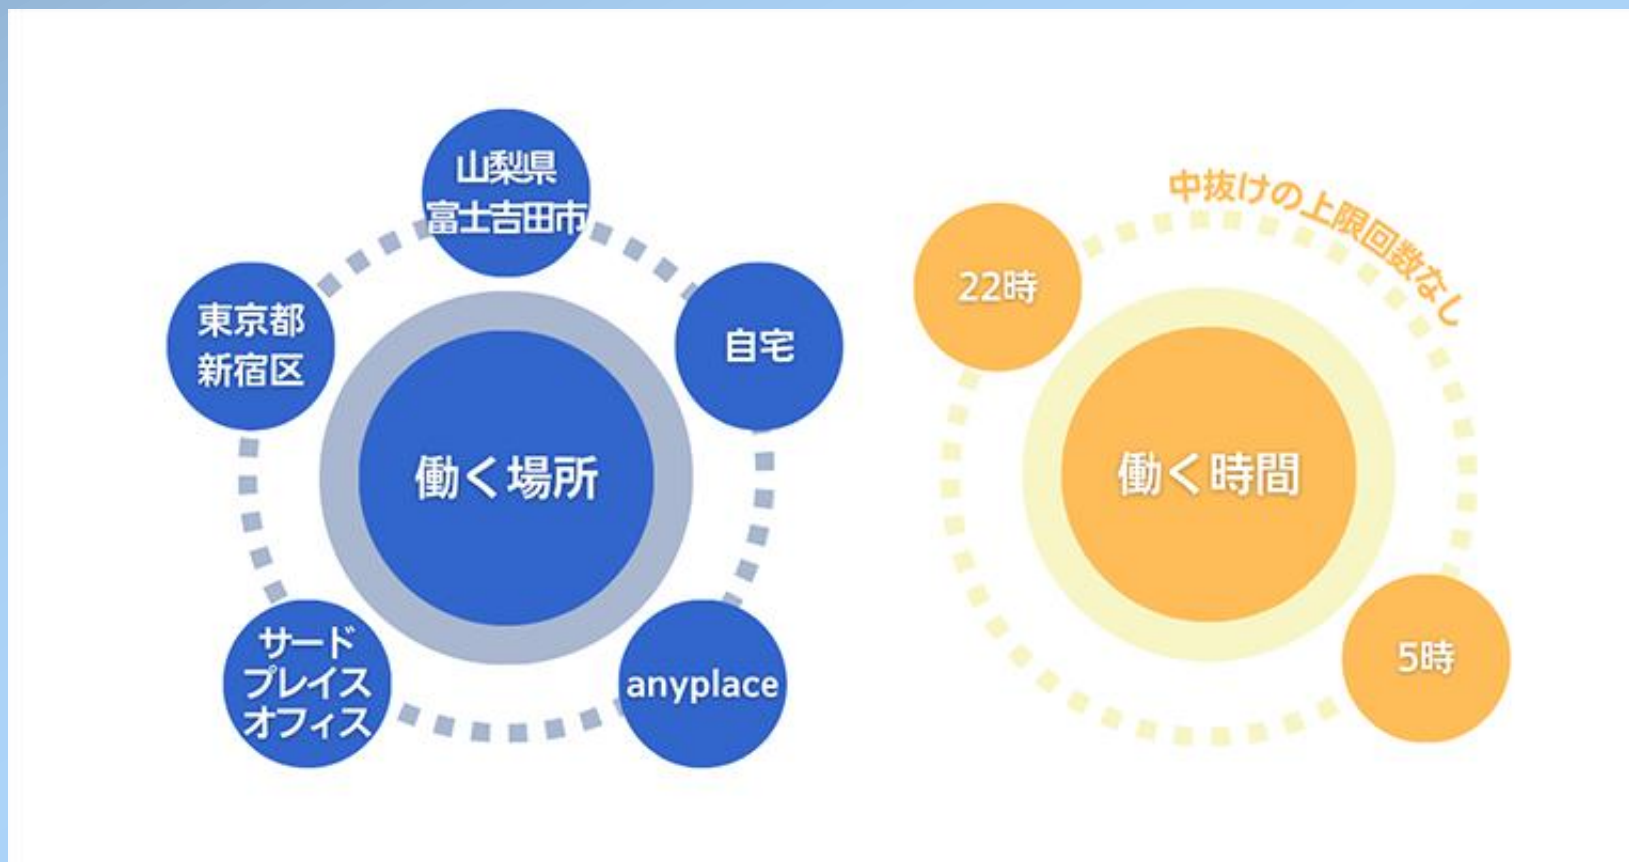 山梨県
富士吉田市
東京都
新宿区
自宅
働く場所
サード
プレイス
オフィス
anyplace
中抜けの上限回数なし
22時
働く時間
5時